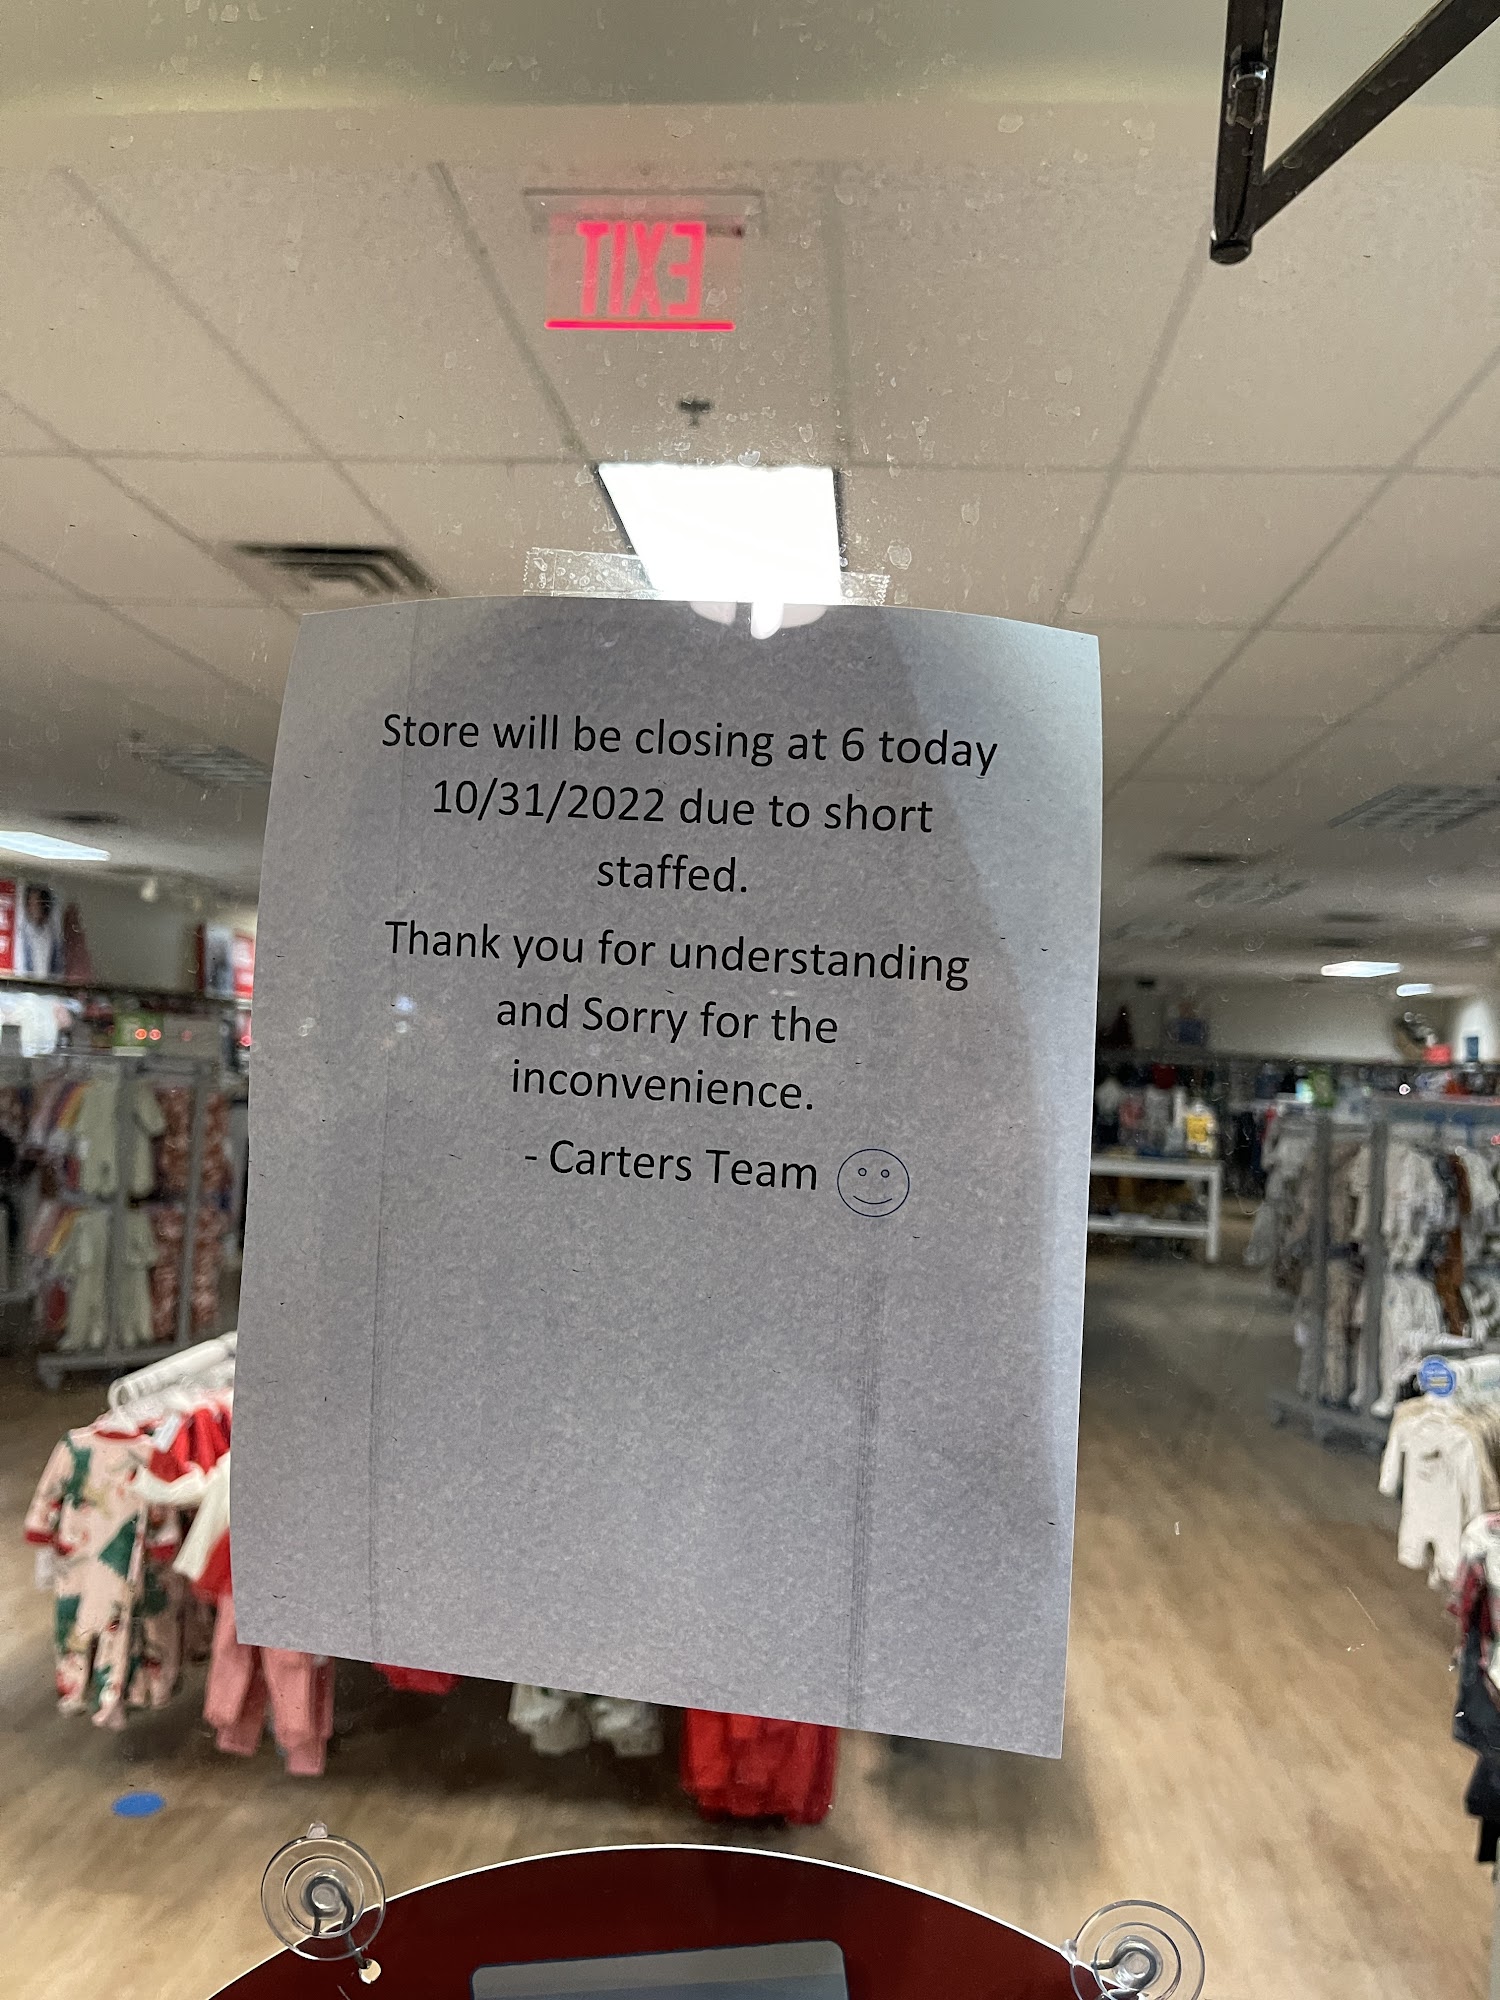 EXIT
Store will be closing at 6 today
10/31/2022 due to short
staffed.
Thank you for understanding
and Sorry for the
inconvenience.
- Carters Team